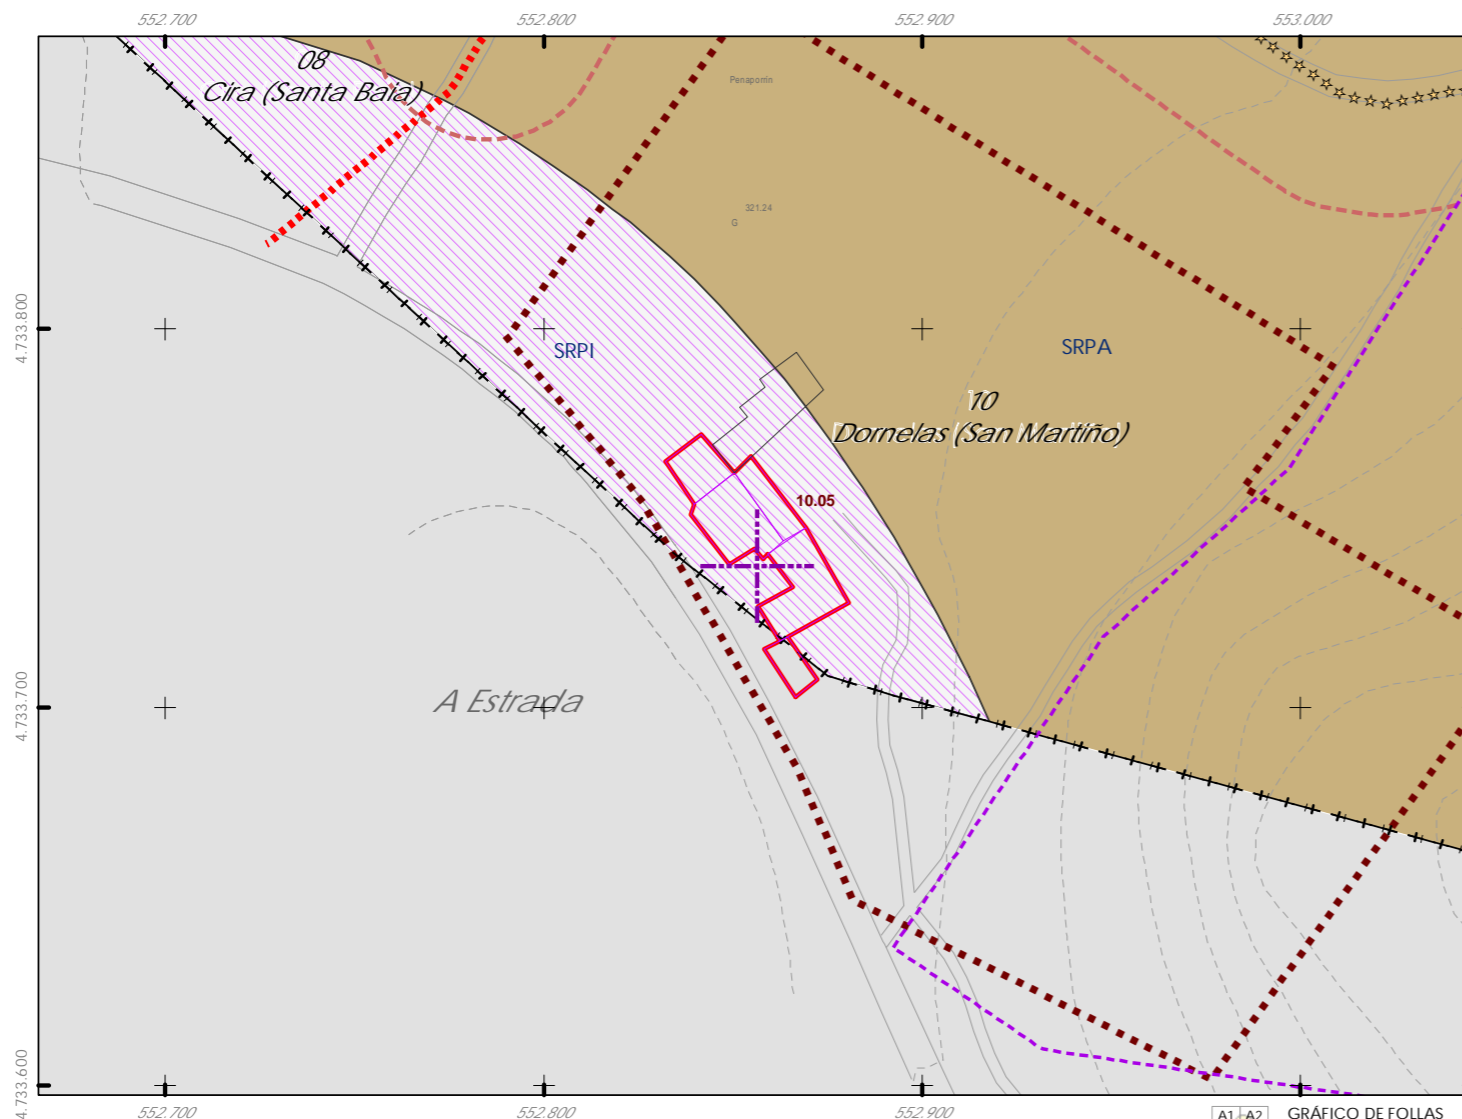 552.700 552.800 552.900 553.000
08
Cira (Santa Baia)
Penaporrín
321.24
G
4.733.800
SRPI
SRPA
10
Dornelas (San Martiño)
10.05
4.733.700
A Estrada
4.733.600
552.700 552.800 552.900
A1 A2 GRÁFICO DE FOLLAS